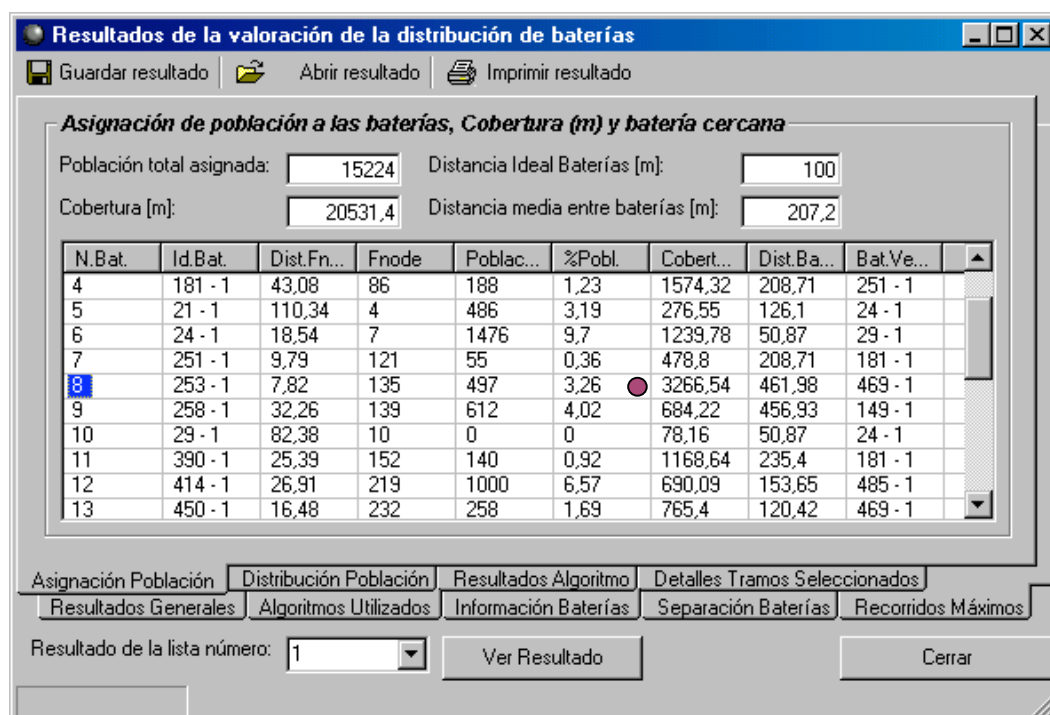 Resultados de la valoración de la distribución de baterías
Guardar resultado Abrir resultado Imprimir resultado
Asignación de población a las baterías, Cobertura (m) y batería cercana
Población total asignada: 15224 Distancia Ideal Baterías [m]: 100
Cobertura [m]: 20531,4 Distancia media entre baterías [m]: 207,2
N.Bat. Id.Bat. Dist.Fn... Fnode Poblac... %Pobl. Cobert... Dist.Ba... Bat.Ve...
4 181 - 1 43,08 86 188 1,23 1574,32 208,71 251 - 1
5 21 - 1 110,34 4 486 3,19 276,55 126,1 24 - 1
6 24 - 1 18,54 7 1476 9,7 1239,78 50,87 29 - 1
7 251 - 1 9,79 121 55 0,36 478,8 208,71 181 - 1
8 253 - 1 7,82 135 497 3,26 3266,54 461,98 469 - 1
9 258 - 1 32,26 139 612 4,02 684,22 456,93 149 - 1
10 29 - 1 82,38 10 0 0 78,16 50,87 24 - 1
11 390 - 1 25,39 152 140 0,92 1168,64 235,4 181 - 1
12 414 - 1 26,91 219 1000 6,57 690,09 153,65 485 - 1
13 450 - 1 16,48 232 258 1,69 765,4 120,42 469 - 1
Asignación Población Distribución Población Resultados Algoritmo Detalles Tramos Seleccionados
Resultados Generales Algoritmos Utilizados Información Baterías Separación Baterías Recorridos Máximos
Resultado de la lista número: 1 Ver Resultado Cerrar